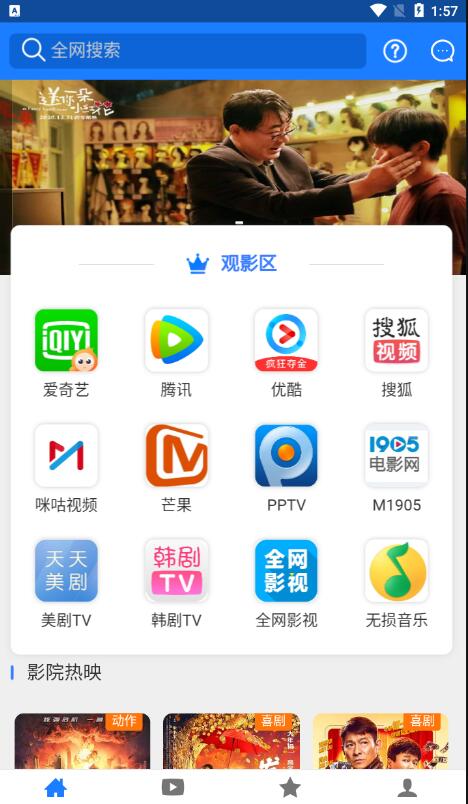 A
1:57
全网搜索
送你一朵
小红花
2020.12.31
观影区
iQIYI
疯狂夺金
搜狐
视频
爱奇艺
腾讯
优酷
搜狐
1905
电影网
咪咕视频
芒果
PPTV
M1905
天天
美剧
韩剧
TV
全网
影视
美剧TV
韩剧TV
全网影视
无损音乐
影院热映
动作
喜剧
喜剧